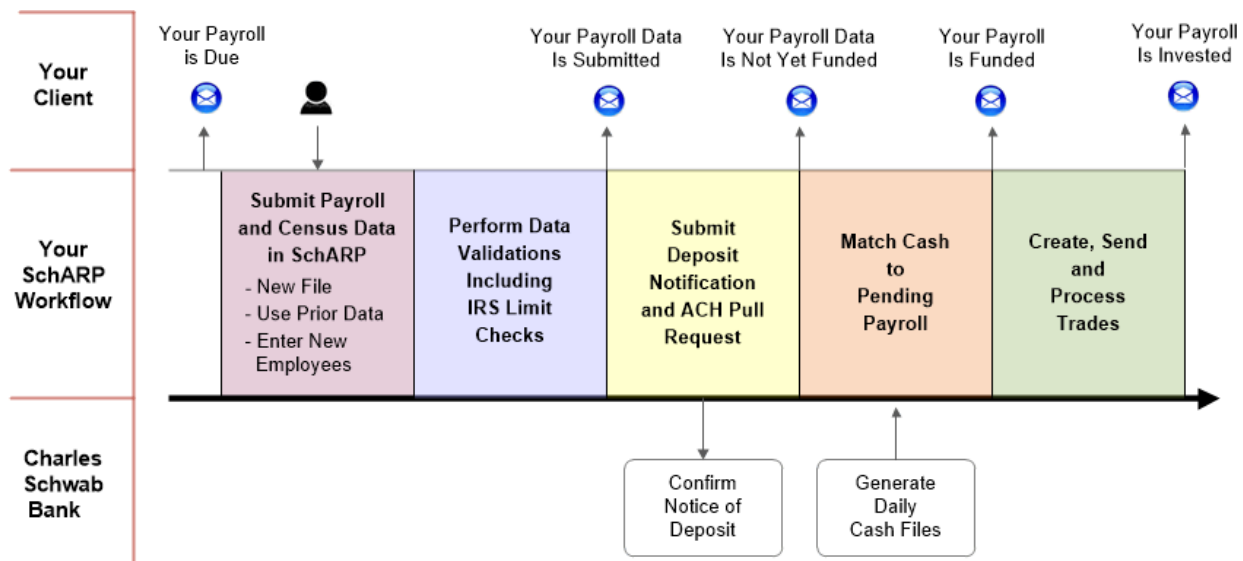 Your
Client
Your Payroll
is Due
Your Payroll Data
Is Submitted
Your Payroll Data
Is Not Yet Funded
Your Payroll
Is Funded
Your Payroll
Is Invested
Your
SchARP
Workflow
Submit Payroll
and Census Data
in SchARP
- New File
- Use Prior Data
- Enter New
Employees
Perform Data
Validations
Including
IRS Limit
Checks
Submit
Deposit
Notification
and ACH Pull
Request
Match Cash
to
Pending
Payroll
Create, Send
and
Process
Trades
Charles
Schwab
Bank
Confirm
Notice of
Deposit
Generate
Daily
Cash Files